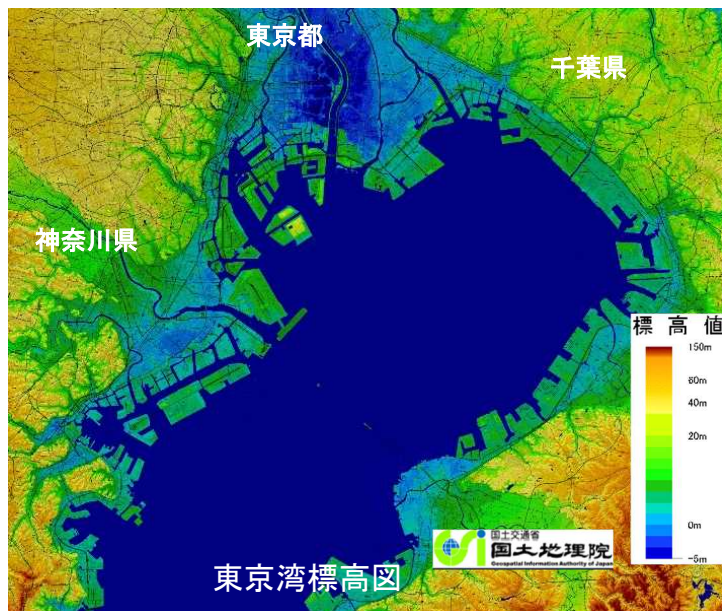 東京都
千葉県
神奈川県
標高値
150m
60m
40m
20m
0m
-5m
国土交通省
GSI 国土地理院
Geospatial Information Authority of Japan
東京湾標高図